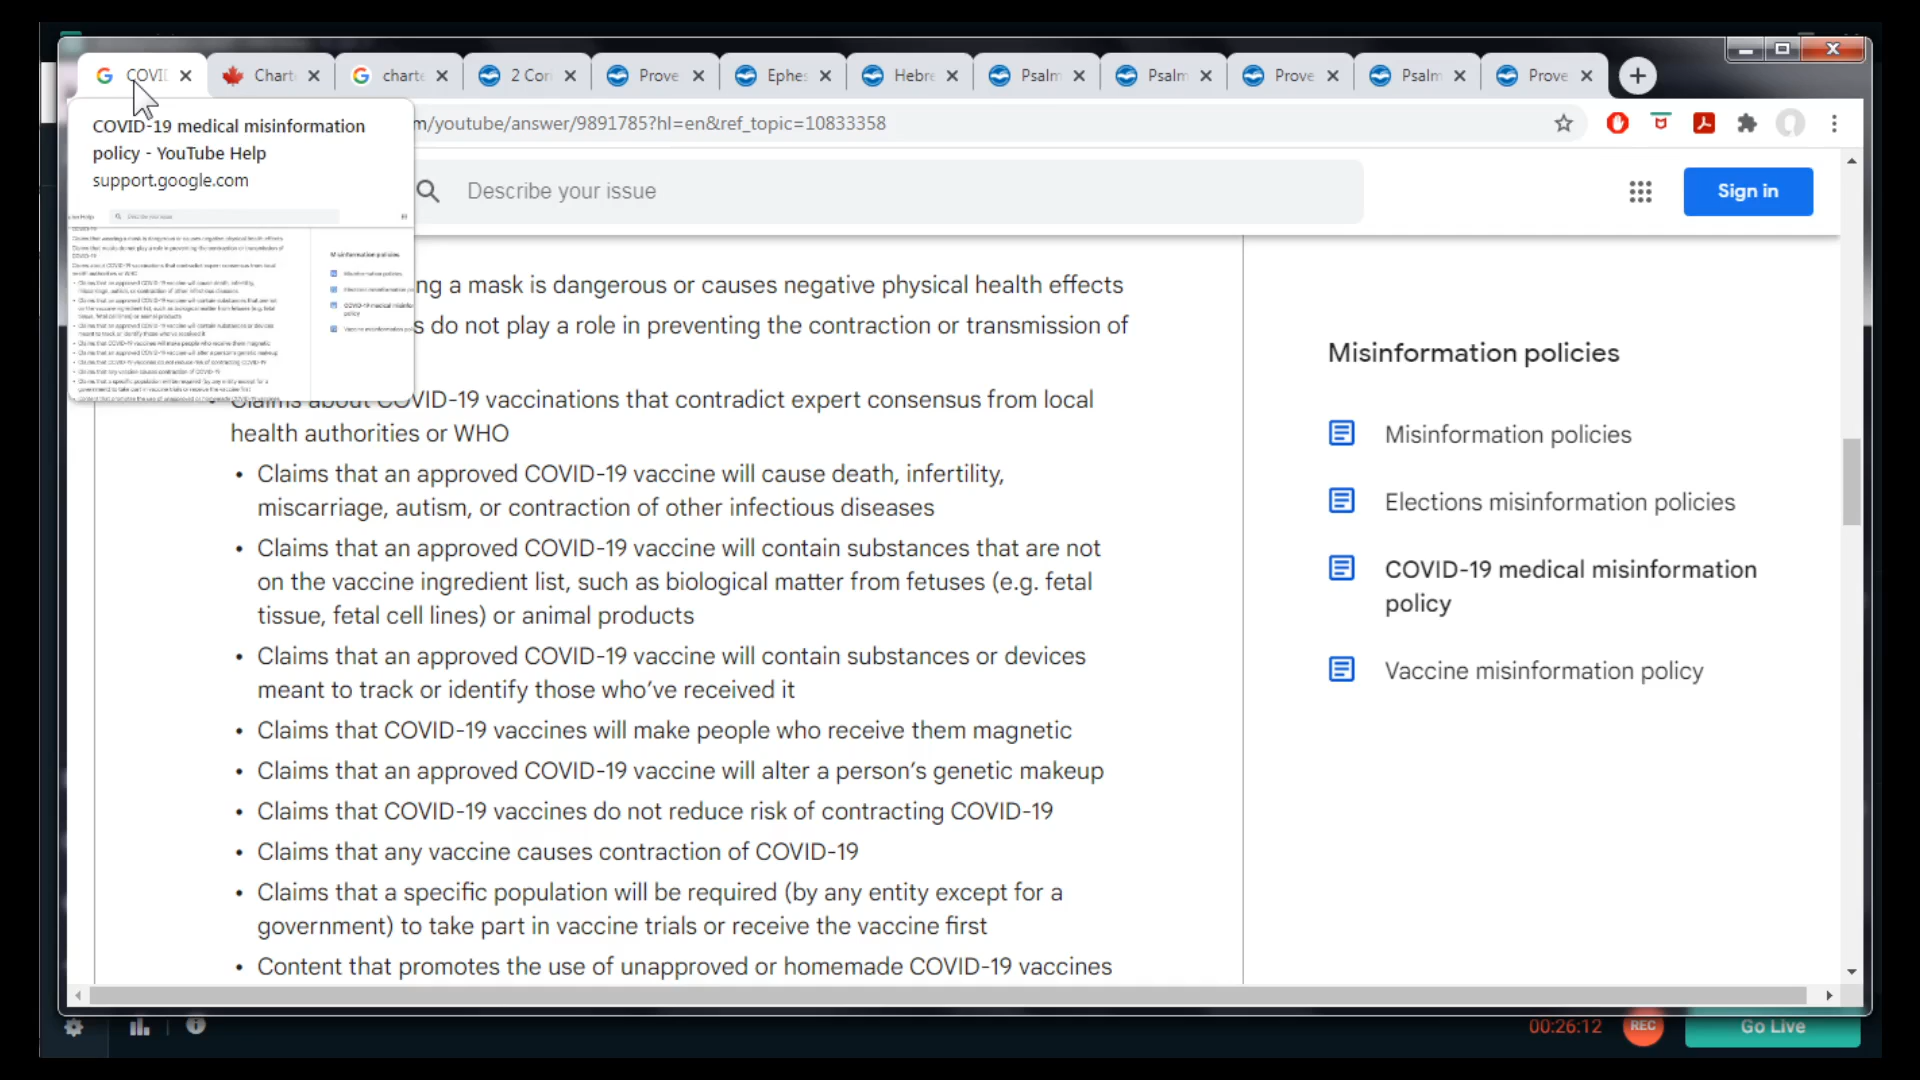 COVI
Chart
charte
2 Cor
Prove
Ephes
Hebre
Psalm
Psalm
Prove
Psalm
Prove
COVID-19 medical misinformation
policy - YouTube Help
support.google.com
m/youtube/answer/9891785?hl=en&ref_topic=10833358
Describe your issue
Sign in
ng a mask is dangerous or causes negative physical health effects
s do not play a role in preventing the contraction or transmission of
Claims about COVID-19 vaccinations that contradict expert consensus from local
health authorities or WHO
• Claims that an approved COVID-19 vaccine will cause death, infertility,
miscarriage, autism, or contraction of other infectious diseases
• Claims that an approved COVID-19 vaccine will contain substances that are not
on the vaccine ingredient list, such as biological matter from fetuses (e.g. fetal
tissue, fetal cell lines) or animal products
• Claims that an approved COVID-19 vaccine will contain substances or devices
meant to track or identify those who’ve received it
• Claims that COVID-19 vaccines will make people who receive them magnetic
• Claims that an approved COVID-19 vaccine will alter a person’s genetic makeup
• Claims that COVID-19 vaccines do not reduce risk of contracting COVID-19
• Claims that any vaccine causes contraction of COVID-19
• Claims that a specific population will be required (by any entity except for a
government) to take part in vaccine trials or receive the vaccine first
• Content that promotes the use of unapproved or homemade COVID-19 vaccines
Misinformation policies
Misinformation policies
Elections misinformation policies
COVID-19 medical misinformation
policy
Vaccine misinformation policy
00:26:12
REC
Go Live